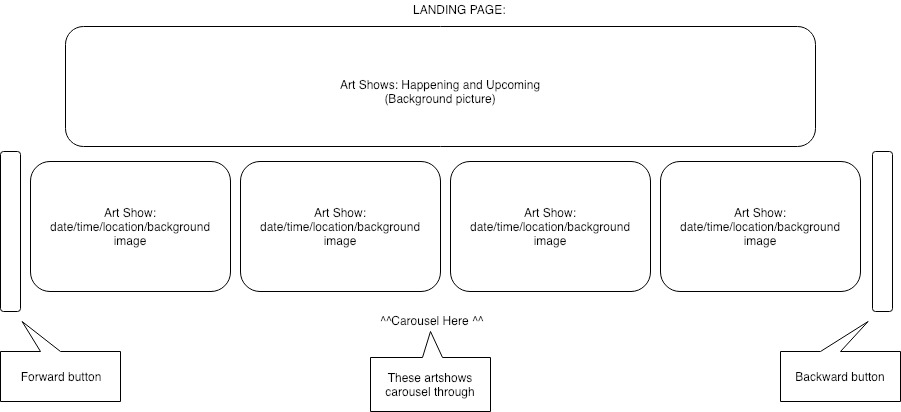 LANDING PAGE:
Art Shows: Happening and Upcoming
(Background picture)
Art Show:
date/time/location/background
image
Art Show:
date/time/location/background
image
Art Show:
date/time/location/background
image
Art Show:
date/time/location/background
image
^^Carousel Here ^^
Forward button
These artshows
carousel through
Backward button